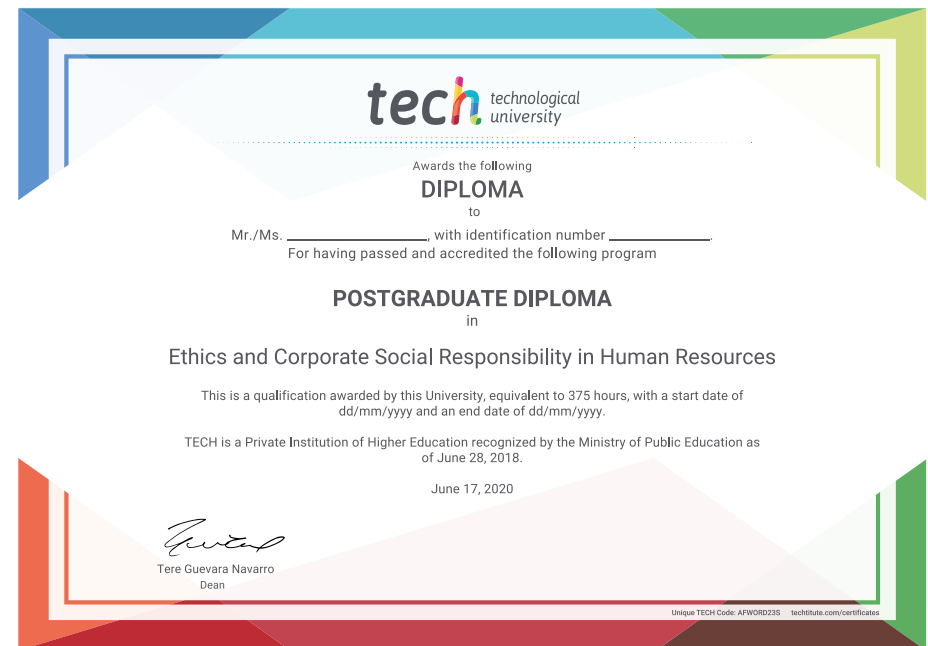 tech technological
university
Awards the following
DIPLOMA
to
Mr./Ms. ____________________, with identification number ______________.
For having passed and accredited the following program
POSTGRADUATE DIPLOMA
in
Ethics and Corporate Social Responsibility in Human Resources
This is a qualification awarded by this University, equivalent to 375 hours, with a start date of
dd/mm/yyyy and an end date of dd/mm/yyyy.
TECH is a Private Institution of Higher Education recognized by the Ministry of Public Education as
of June 28, 2018.
June 17, 2020
Tere Guevara Navarro
Dean
Unique TECH Code: AFWORD23S techtitute.com/certificates